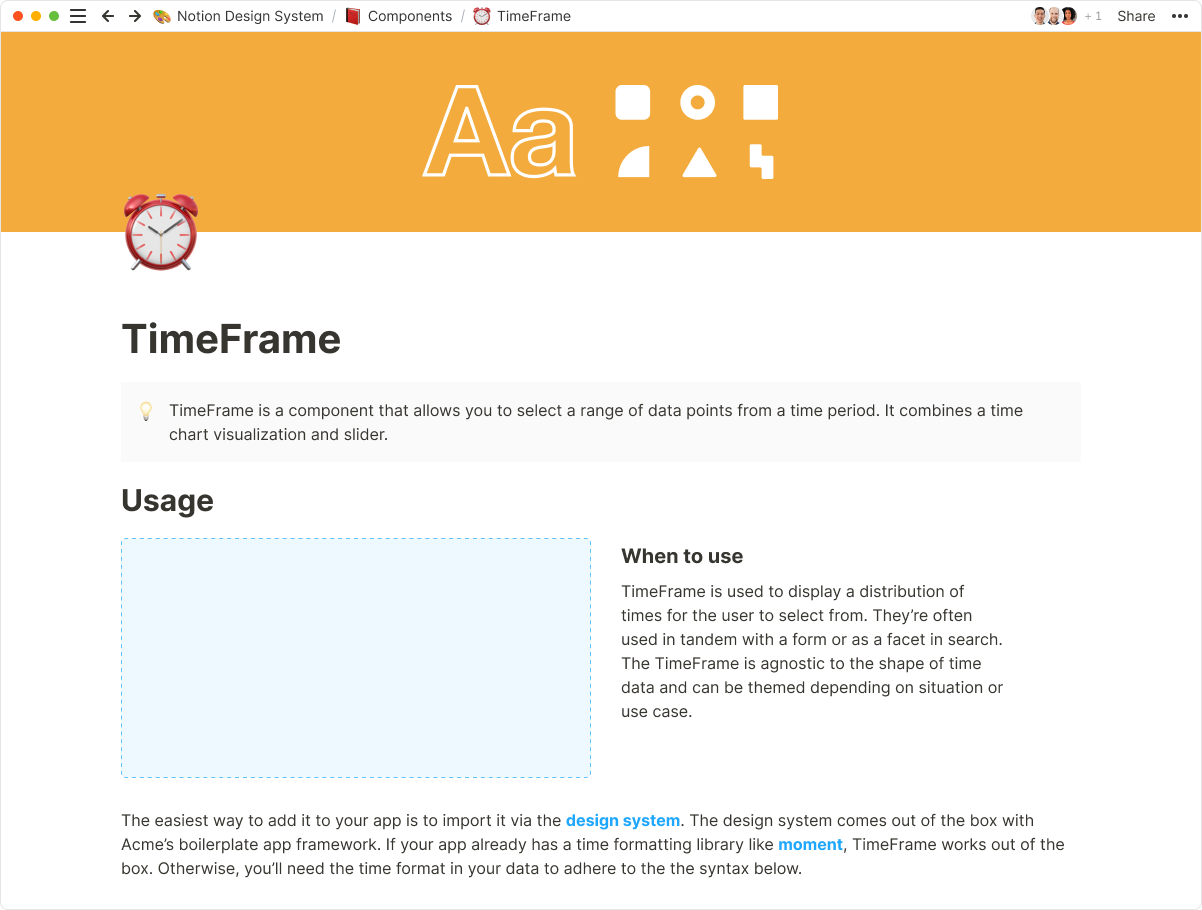 Notion Design System / Components / TimeFrame
+ 1 Share
Aa
TimeFrame
TimeFrame is a component that allows you to select a range of data points from a time period. It combines a time
chart visualization and slider.
Usage
When to use
TimeFrame is used to display a distribution of
times for the user to select from. They’re often
used in tandem with a form or as a facet in search.
The TimeFrame is agnostic to the shape of time
data and can be themed depending on situation or
use case.
The easiest way to add it to your app is to import it via the design system. The design system comes out of the box with
Acme’s boilerplate app framework. If your app already has a time formatting library like moment, TimeFrame works out of the
box. Otherwise, you’ll need the time format in your data to adhere to the the syntax below.